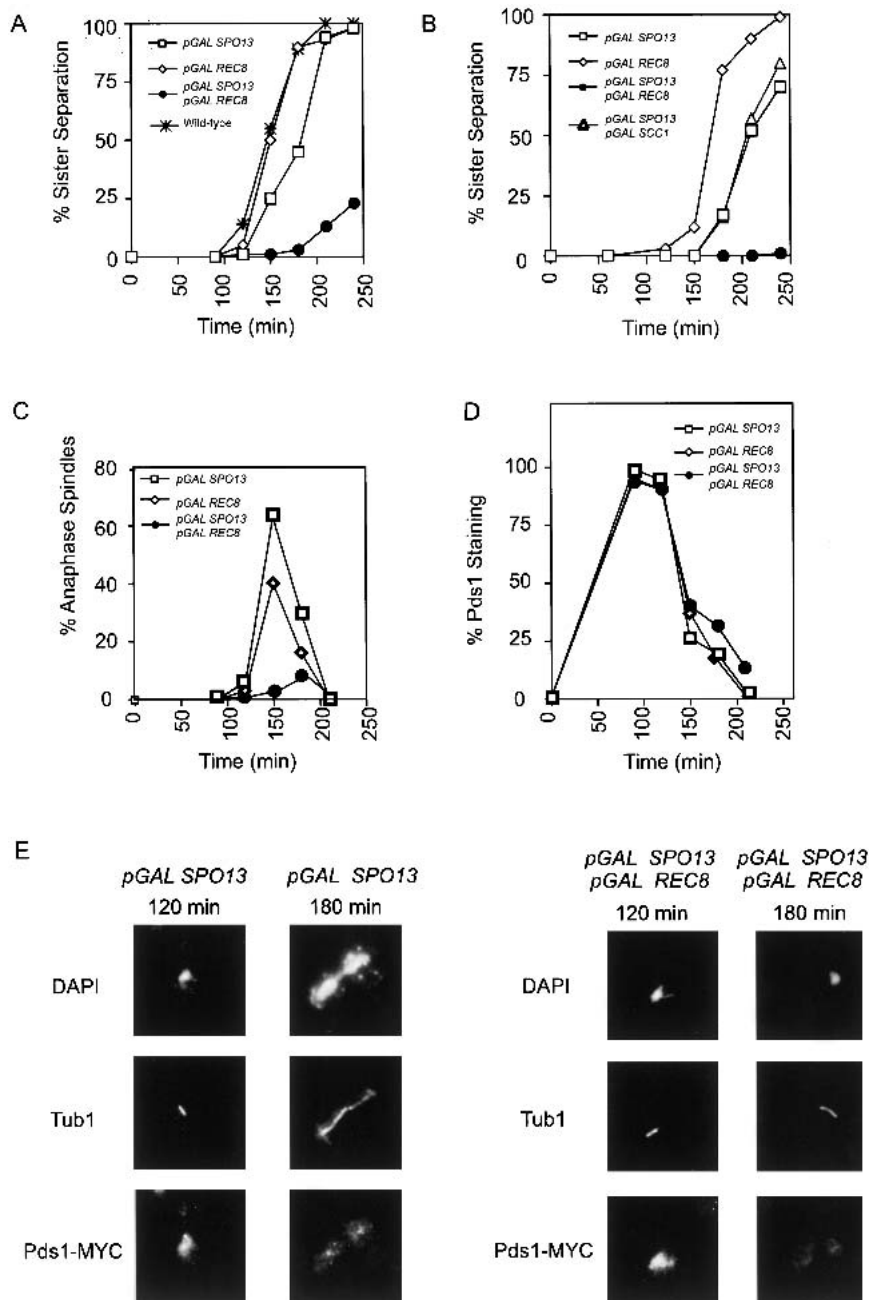 A
pGAL SPO13
pGAL REC8
pGAL SPO13
pGAL REC8
Wild-type
% Sister Separation
100
75
50
25
0
0
50
100
150
200
250
Time (min)
B
pGAL SPO13
pGAL REC8
pGAL SPO13
pGAL REC8
pGAL SPO13
pGAL SCC1
% Sister Separation
100
75
50
25
0
0
50
100
150
200
250
Time (min)
C
pGAL SPO13
pGAL REC8
pGAL SPO13
pGAL REC8
% Anaphase Spindles
80
60
40
20
0
0
50
100
150
200
250
Time (min)
D
pGAL SPO13
pGAL REC8
pGAL SPO13
pGAL REC8
% Pds1 Staining
100
75
50
25
0
0
50
100
150
200
250
Time (min)
E
pGAL SPO13
120 min
pGAL SPO13
180 min
pGAL SPO13
pGAL REC8
120 min
pGAL SPO13
pGAL REC8
180 min
DAPI
DAPI
Tub1
Tub1
Pds1-MYC
Pds1-MYC